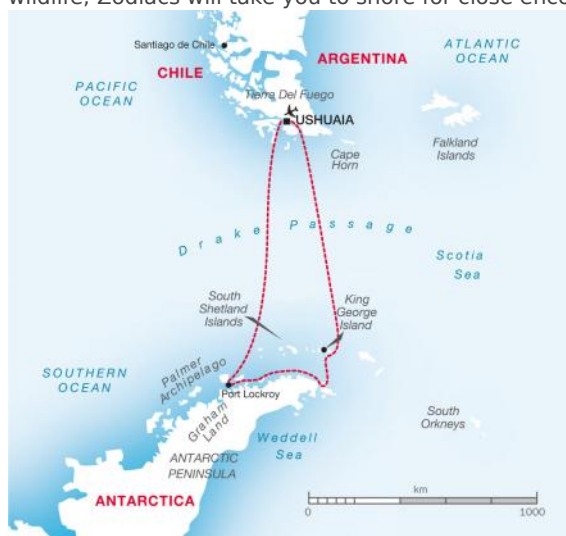 wildlife, Zodiacs will take you to shore for close enco
Santiago de Chile
CHILE
ARGENTINA
ATLANTIC
OCEAN
PACIFIC
OCEAN
Tierra Del Fuego
USHUAIA
Cape
Horn
Falkland
Islands
Drake Passage
Scotia
Sea
South
Shetland
Islands
King
George
Island
SOUTHERN
OCEAN
Palmer
Archipelago
Port Lockroy
Graham
Land
Weddell
Sea
South
Orkneys
ANTARCTIC
PENINSULA
ANTARCTICA
km
0
1000